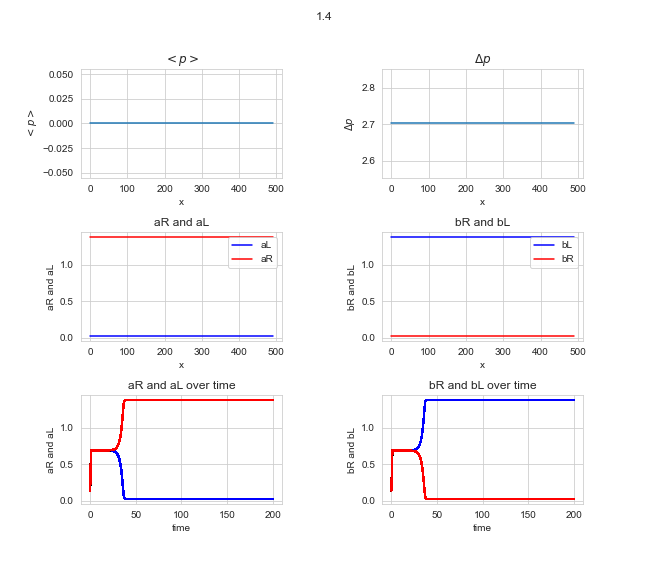 1.4
< p >
Δp
< p >
0.050
0.025
0.000
−0.025
−0.050
0 100 200 300 400 500
x
Δp
2.8
2.7
2.6
0 100 200 300 400 500
x
aR and aL
bR and bL
aR and aL
1.0
0.5
0.0
aL
aR
0 100 200 300 400 500
x
bR and bL
1.0
0.5
0.0
bL
bR
0 100 200 300 400 500
x
aR and aL over time
bR and bL over time
aR and aL
1.0
0.5
0.0
0 50 100 150 200
time
bR and bL
1.0
0.5
0.0
0 50 100 150 200
time